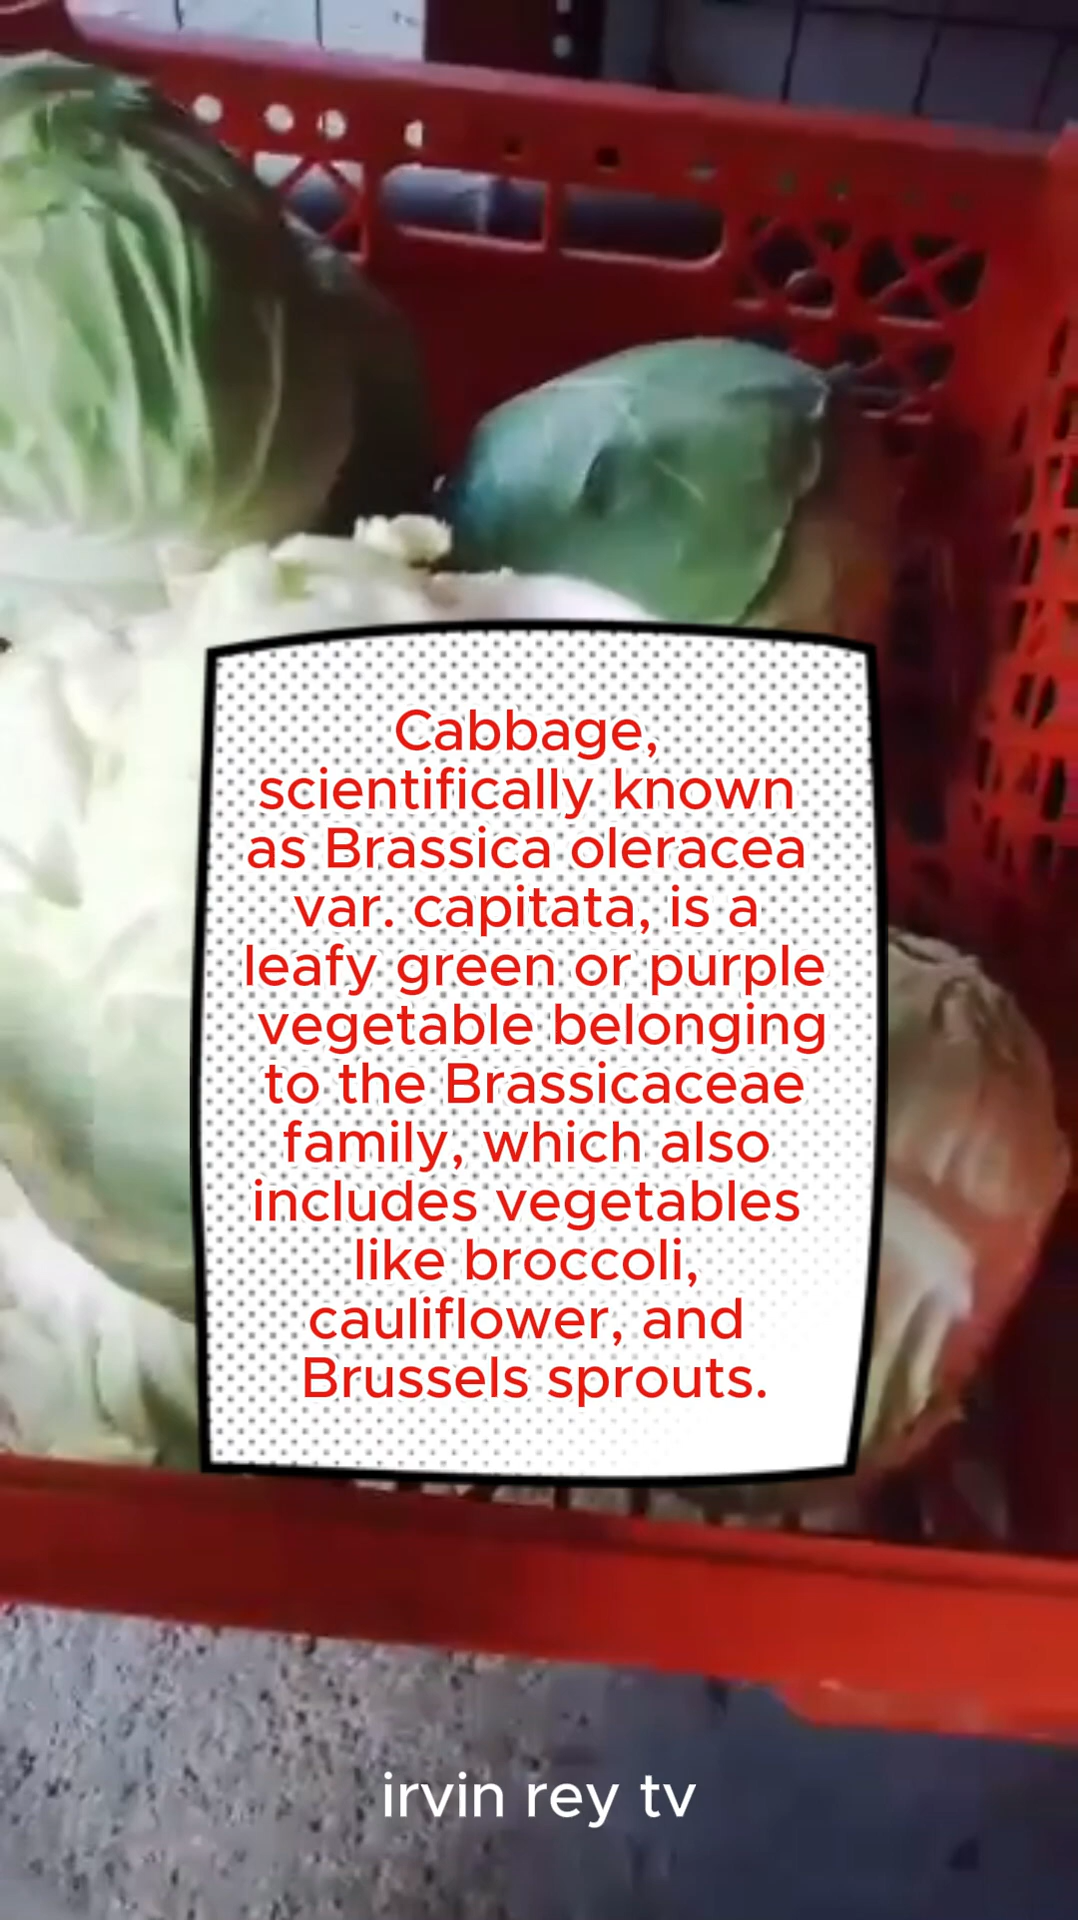 Cabbage,
scientifically known
as Brassica oleracea
var. capitata, is a
leafy green or purple
vegetable belonging
to the Brassicaceae
family, which also
includes vegetables
like broccoli,
cauliflower, and
Brussels sprouts.
irvin rey tv